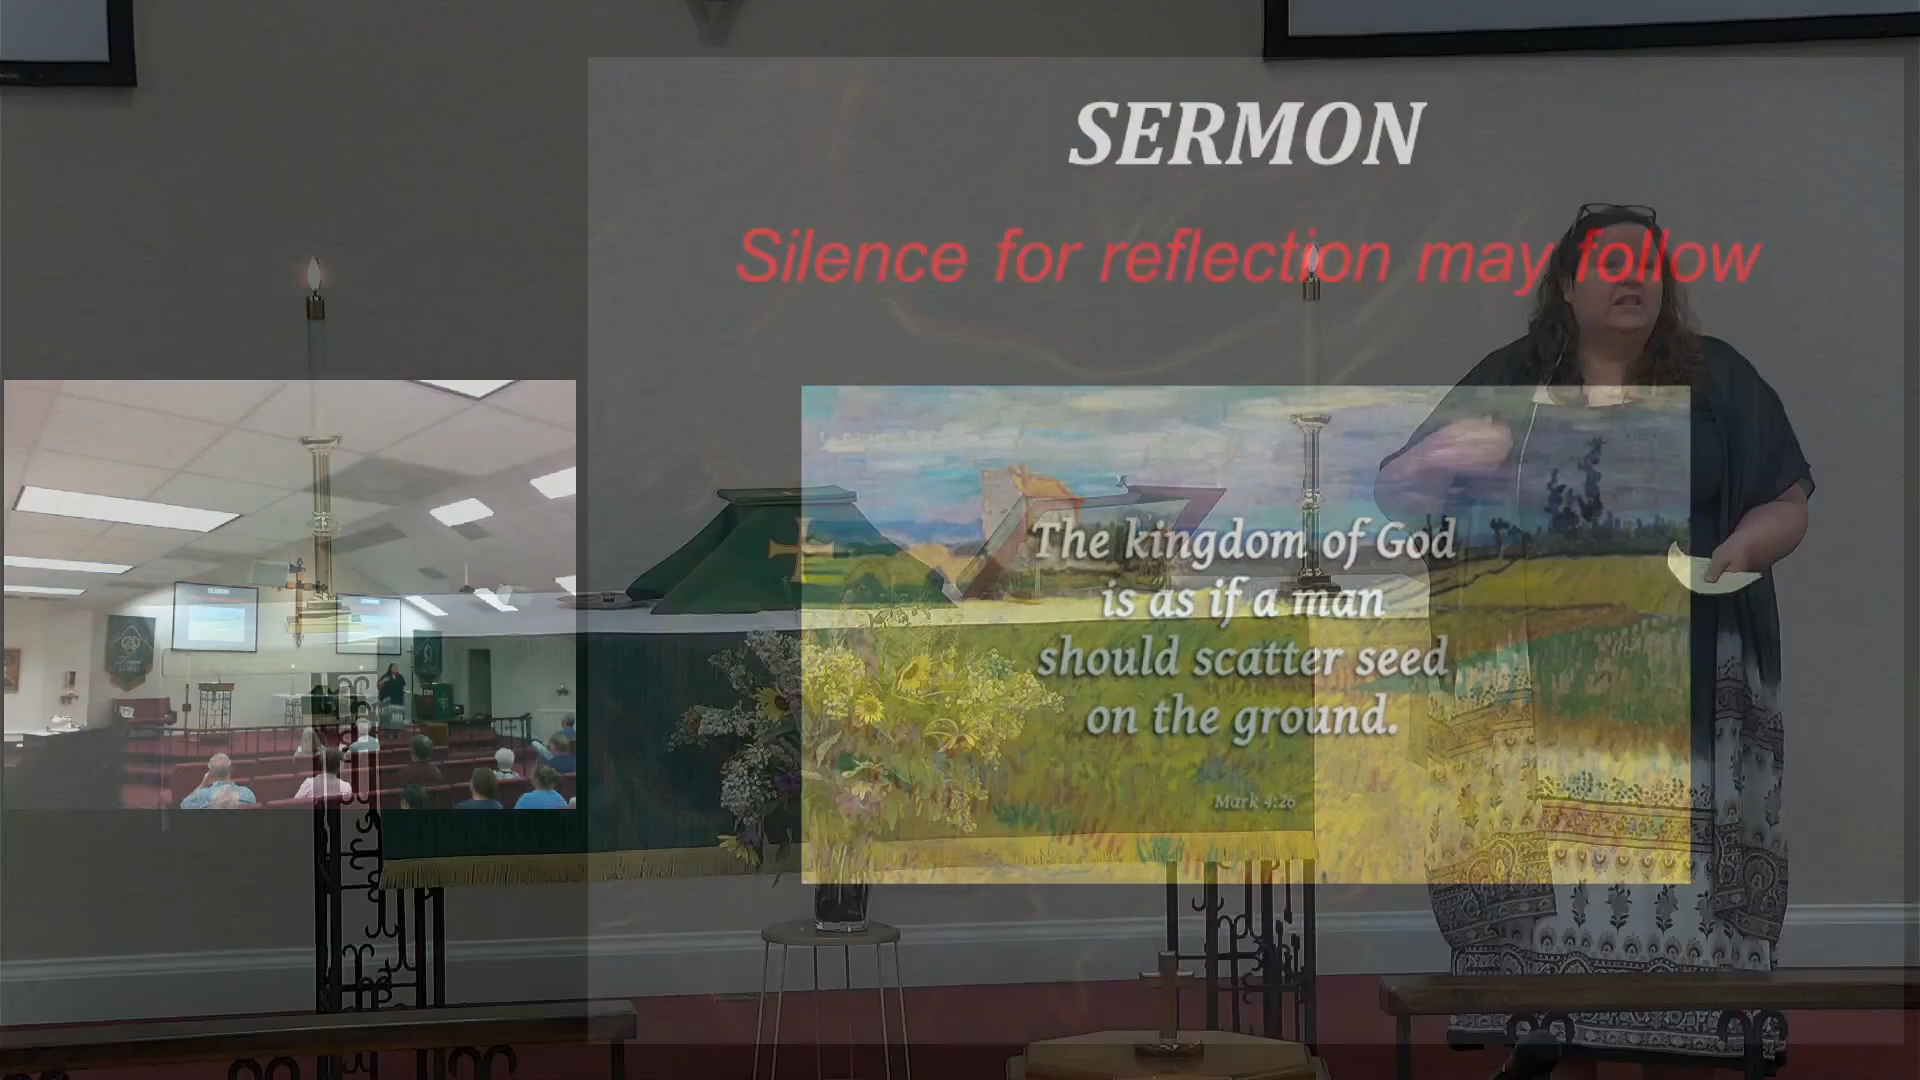 SERMON
Silence for reflection may follow
The kingdom of God
is as if a man
should scatter seed
on the ground.
Mark 4:26
SERMON